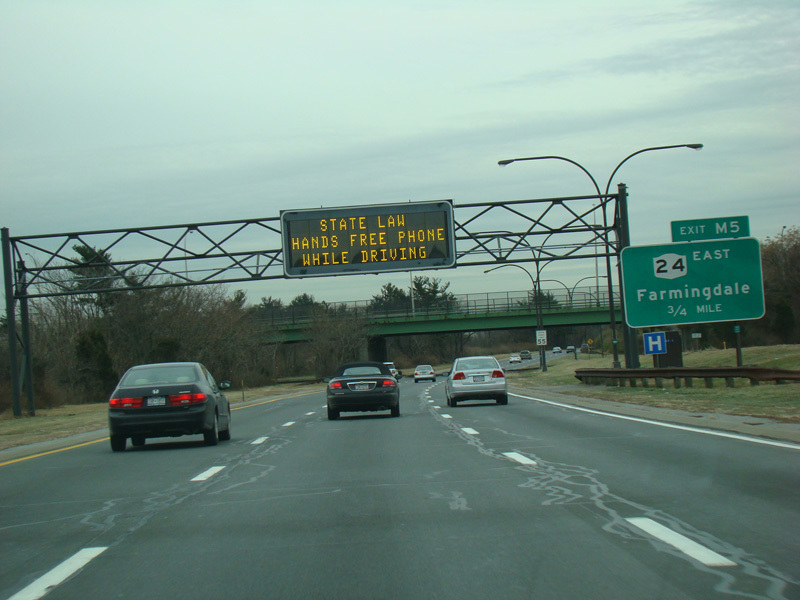 STATE LAW
HANDS FREE PHONE
WHILE DRIVING
EXIT M5
24 EAST
Farmingdale
3/4 MILE
H
55